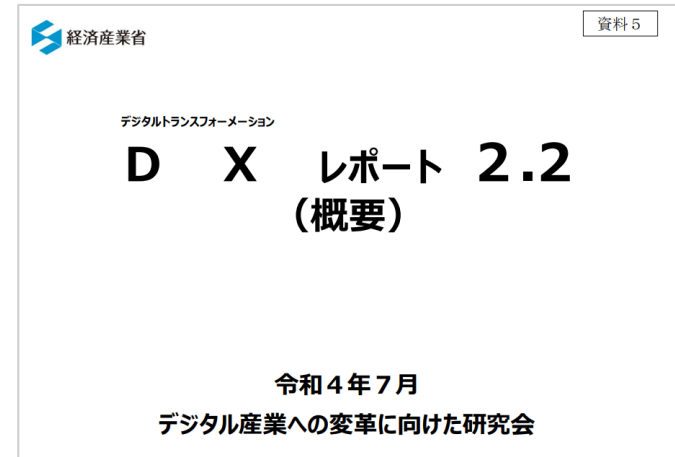 経済産業省
資料５
デジタルトランスフォーメーション
Ｄ Ｘ レポート ２.２
（概要）
令和４年７月
デジタル産業への変革に向けた研究会